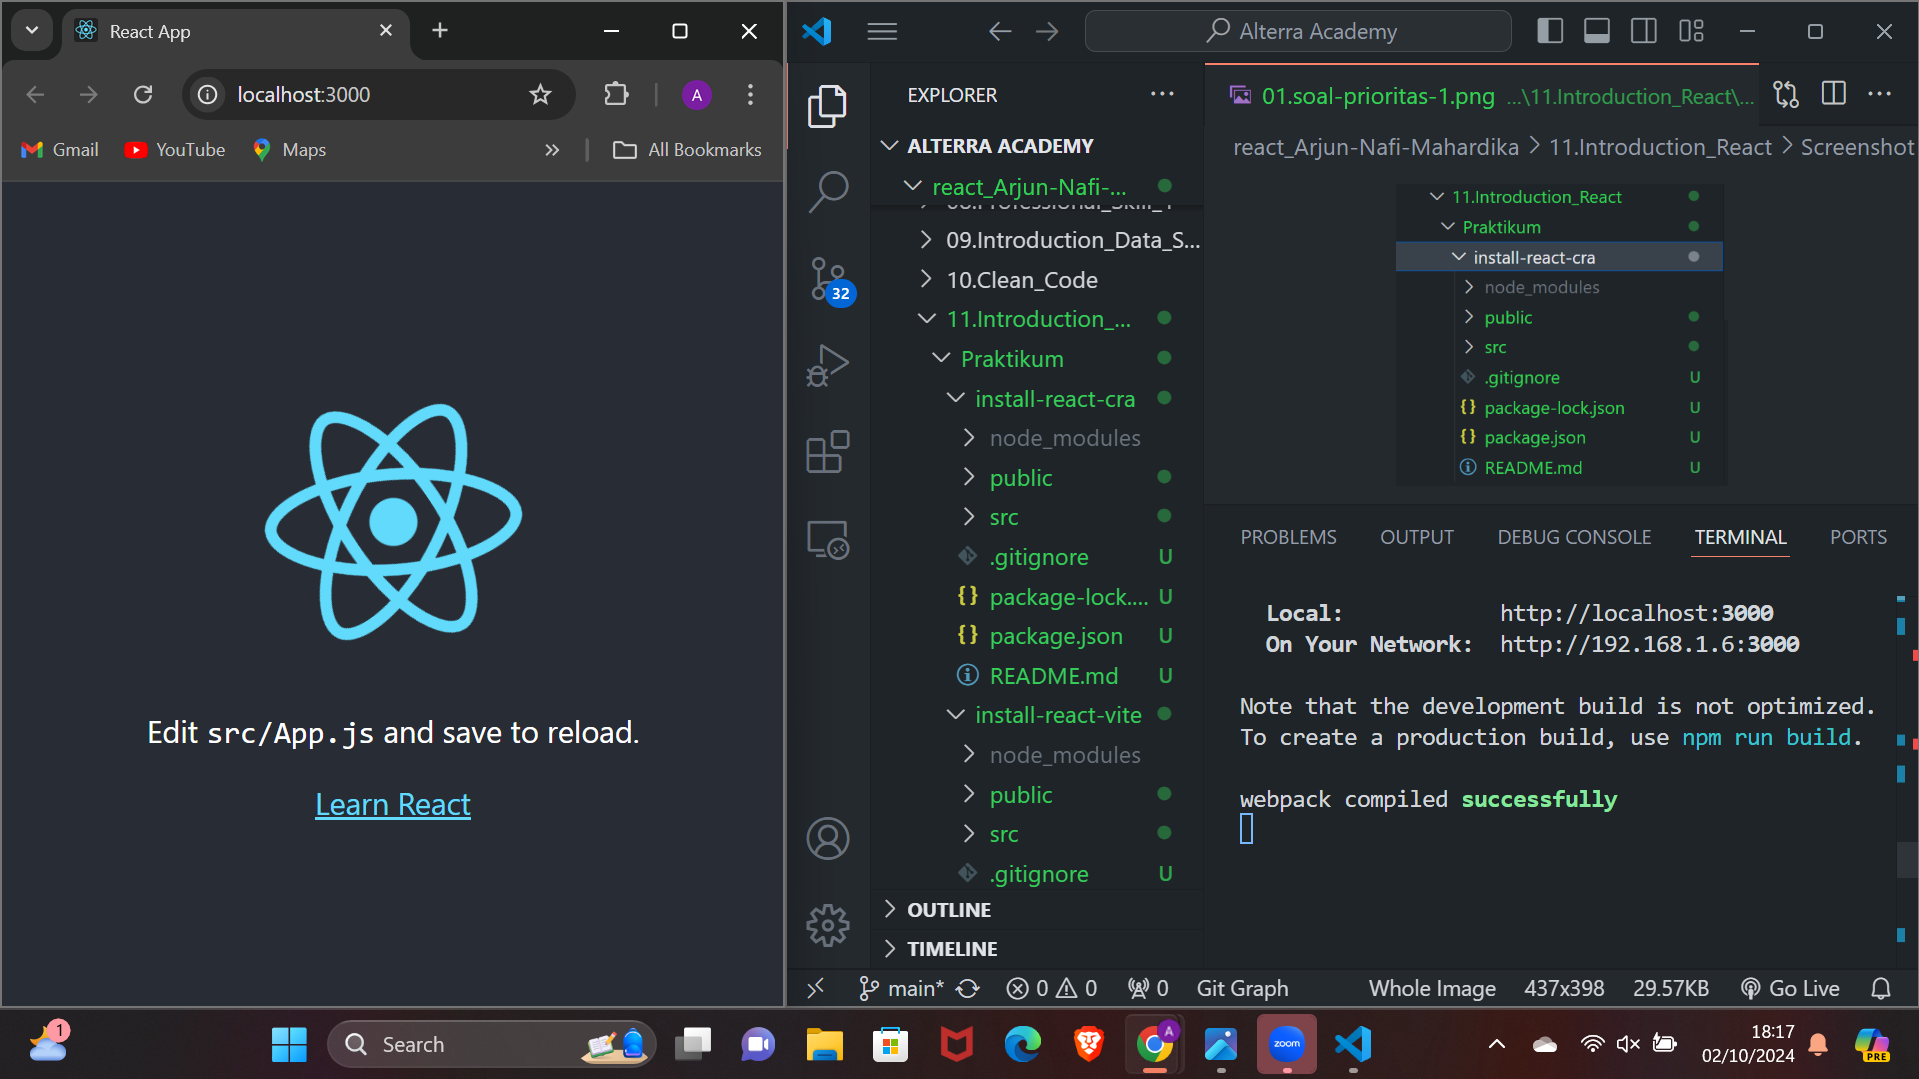 React App
localhost:3000
A
Gmail
YouTube
Maps
All Bookmarks
Edit src/App.js and save to reload.
Learn React
Alterra Academy
EXPLORER
ALTERRA ACADEMY
react_Arjun-Nafi-...
09.Introduction_Data_S...
10.Clean_Code
11.Introduction_...
Praktikum
install-react-cra
node_modules
public
src
.gitignore U
package-lock.... U
package.json U
README.md U
install-react-vite
node_modules
public
src
.gitignore U
OUTLINE
TIMELINE
32
01.soal-prioritas-1.png ...\11.Introduction_React\...
react_Arjun-Nafi-Mahardika > 11.Introduction_React > Screenshot
11.Introduction_React
Praktikum
install-react-cra
node_modules
public
src
.gitignore U
package-lock.json U
package.json U
README.md U
PROBLEMS OUTPUT DEBUG CONSOLE TERMINAL PORTS
Local: http://localhost:3000
On Your Network: http://192.168.1.6:3000
Note that the development build is not optimized.
To create a production build, use npm run build.
webpack compiled successfully
main* 0 0 0 Git Graph Whole Image 437x398 29.57KB Go Live
1
Search
A
zoom
18:17
02/10/2024
PRE